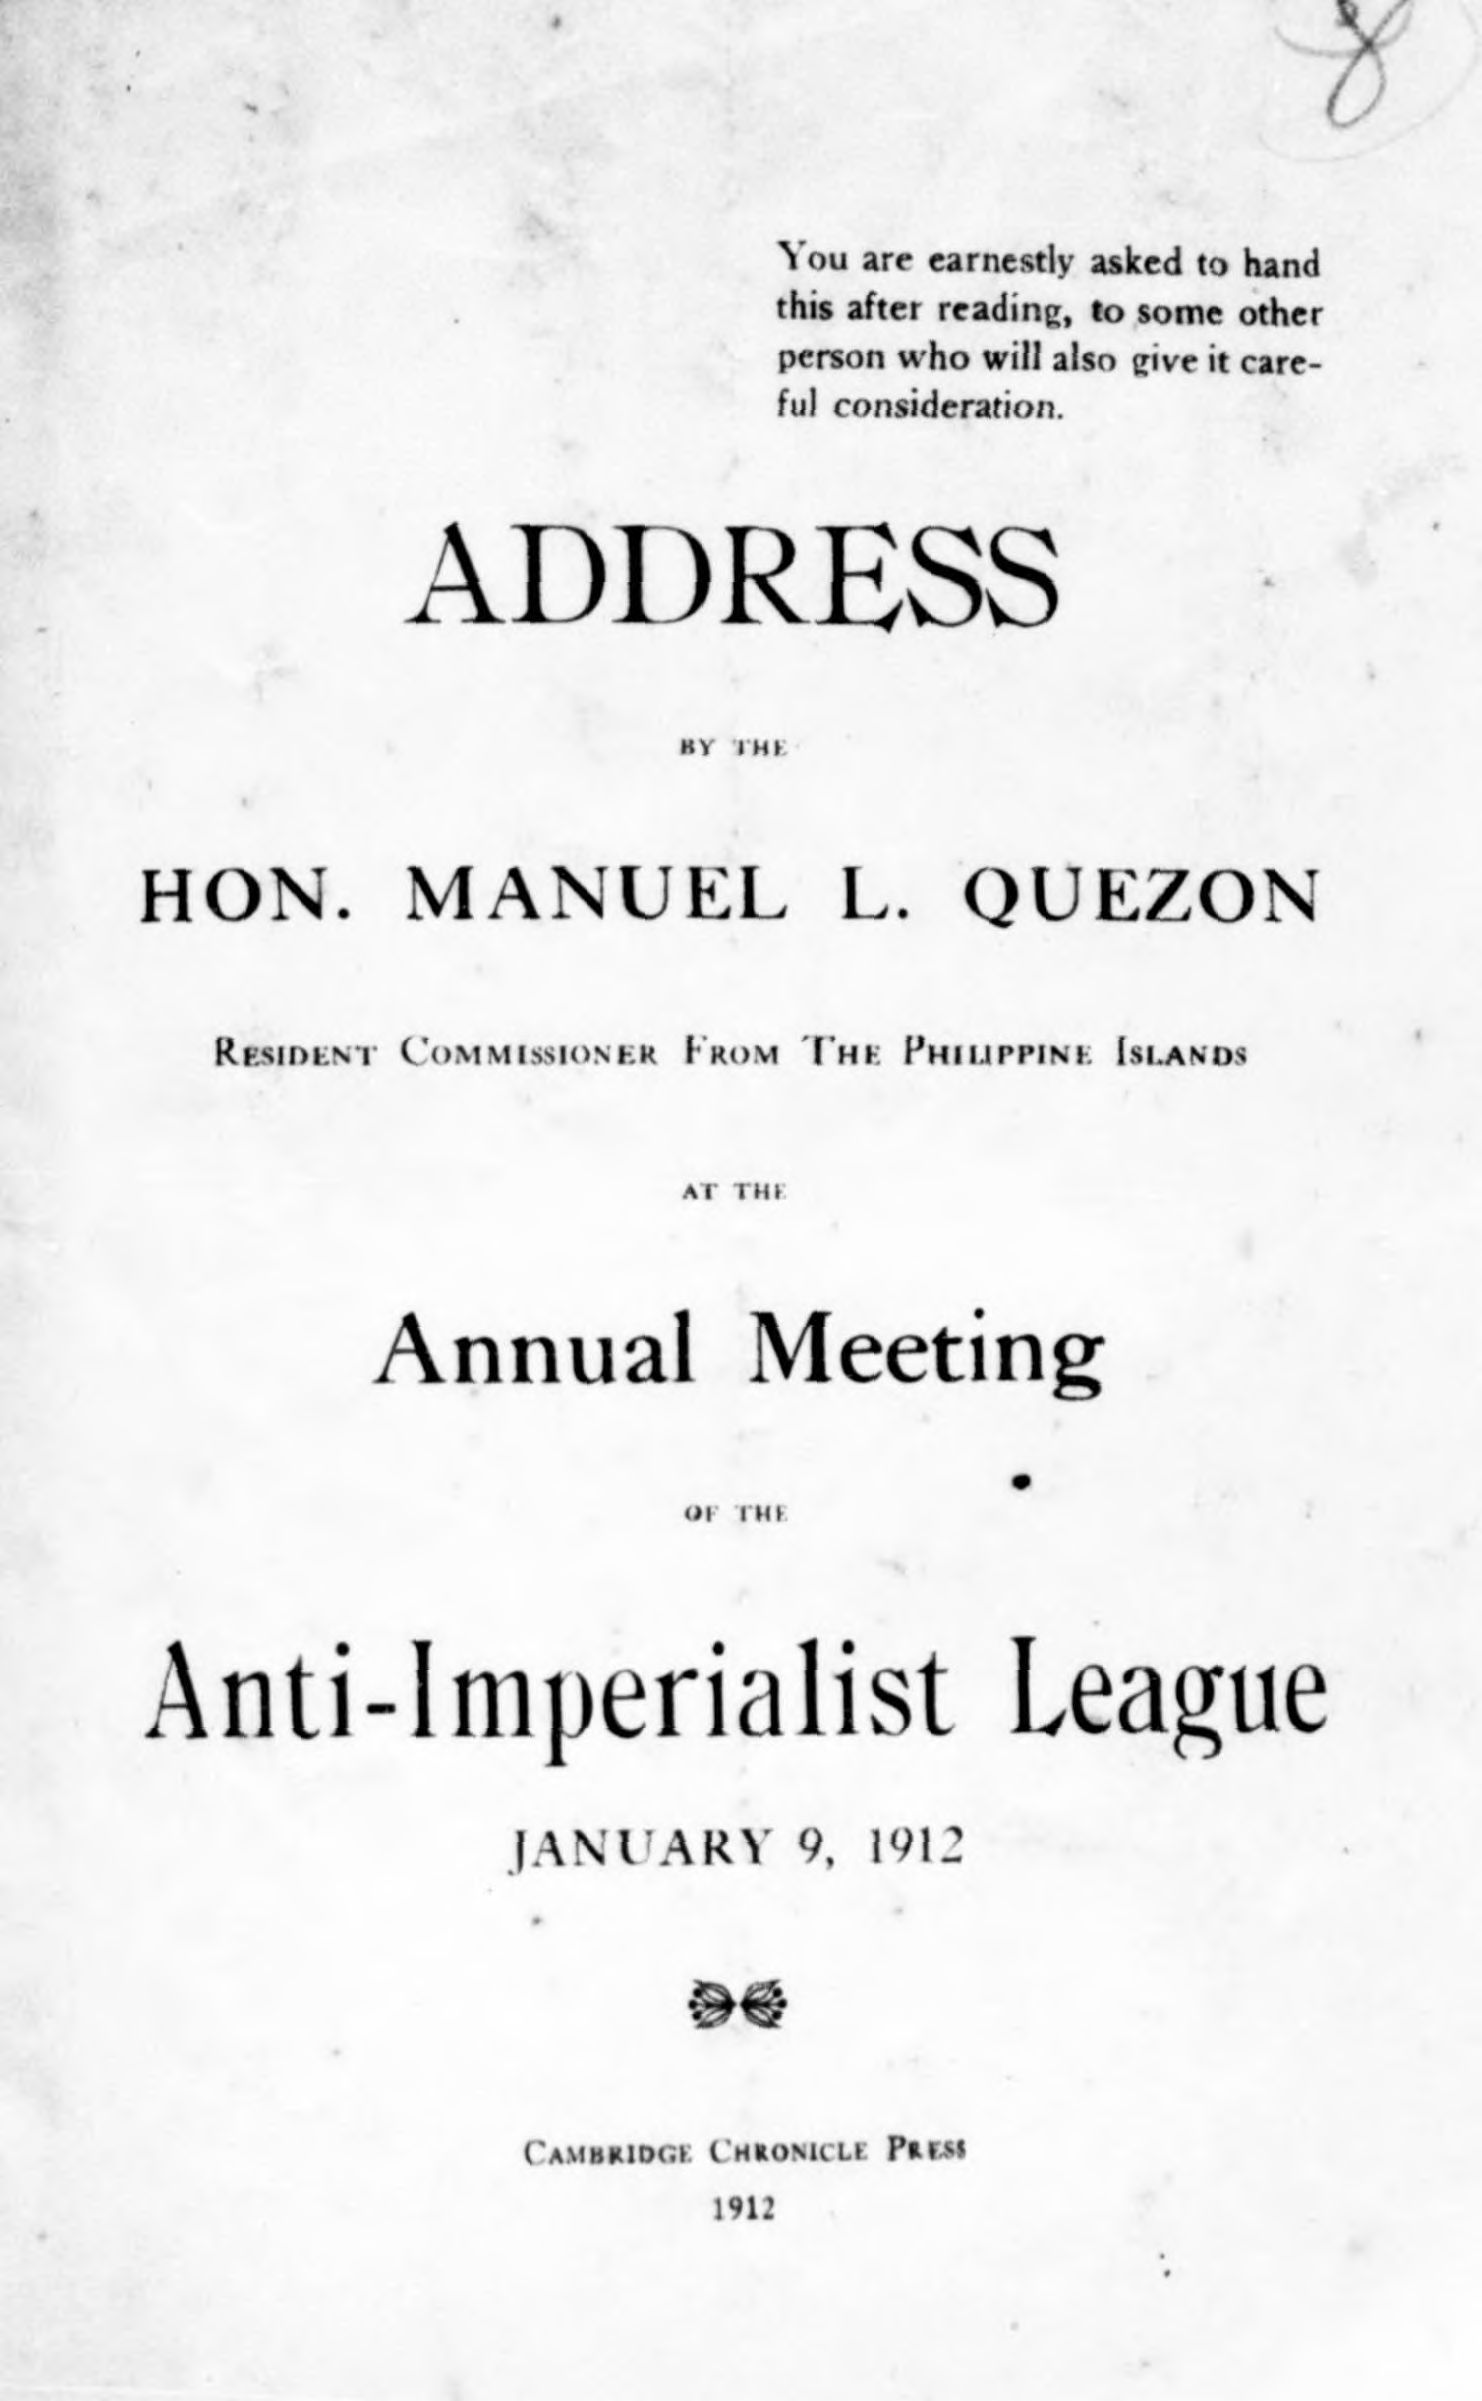 You are earnestly asked to hand
this after reading, to some other
person who will also give it care-
ful consideration.
ADDRESS
BY THE
HON. MANUEL L. QUEZON
RESIDENT COMMISSIONER FROM THE PHILIPPINE ISLANDS
AT THE
Annual Meeting
OF THE
Anti-Imperialist League
JANUARY 9, 1912
CAMBRIDGE CHRONICLE PRESS
1912